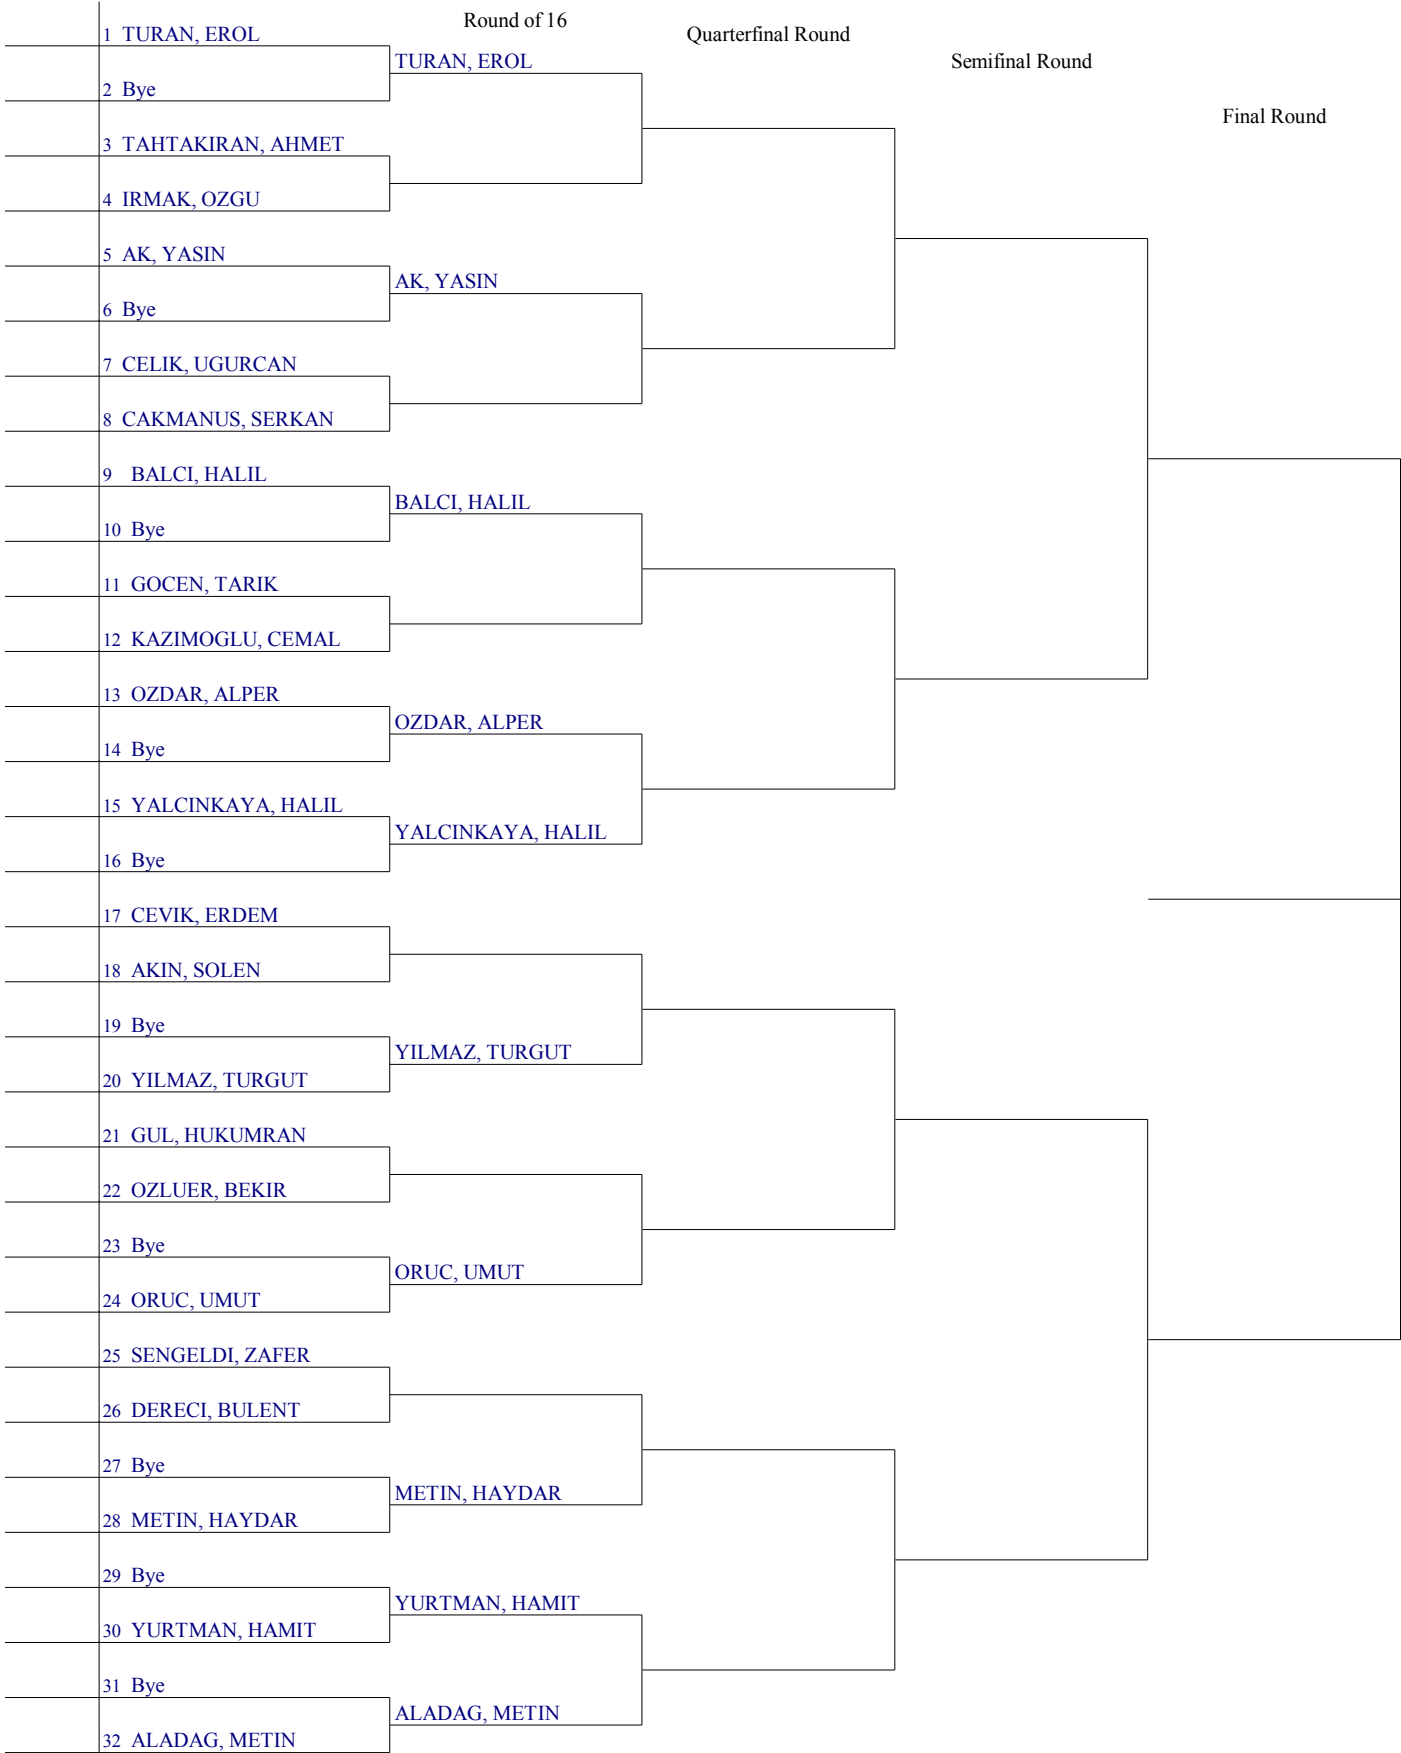 Round of 16
Quarterfinal Round
Semifinal Round
Final Round
1 TURAN, EROL
TURAN, EROL
2 Bye
3 TAHTAKIRAN, AHMET
4 IRMAK, OZGU
5 AK, YASIN
AK, YASIN
6 Bye
7 CELIK, UGURCAN
8 CAKMANUS, SERKAN
9 BALCI, HALIL
BALCI, HALIL
10 Bye
11 GOCEN, TARIK
12 KAZIMOGLU, CEMAL
13 OZDAR, ALPER
OZDAR, ALPER
14 Bye
15 YALCINKAYA, HALIL
YALCINKAYA, HALIL
16 Bye
17 CEVIK, ERDEM
18 AKIN, SOLEN
19 Bye
YILMAZ, TURGUT
20 YILMAZ, TURGUT
21 GUL, HUKUMRAN
22 OZLUER, BEKIR
23 Bye
ORUC, UMUT
24 ORUC, UMUT
25 SENGELDI, ZAFER
26 DERECI, BULENT
27 Bye
METIN, HAYDAR
28 METIN, HAYDAR
29 Bye
YURTMAN, HAMIT
30 YURTMAN, HAMIT
31 Bye
ALADAG, METIN
32 ALADAG, METIN